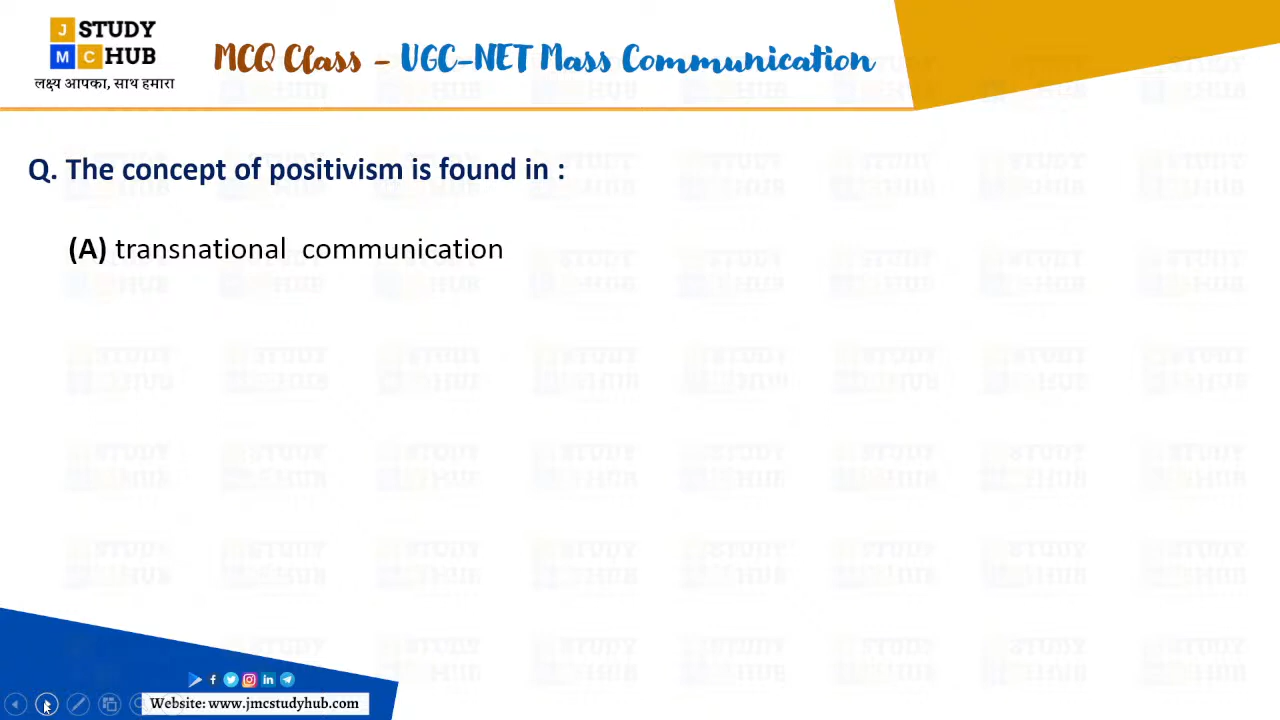 J STUDY
M C HUB
लक्ष्य आपका, साथ हमारा
MCQ Class - UGC-NET Mass Communication
Q. The concept of positivism is found in :
(A) transnational communication
Website: www.jmcstudyhub.com